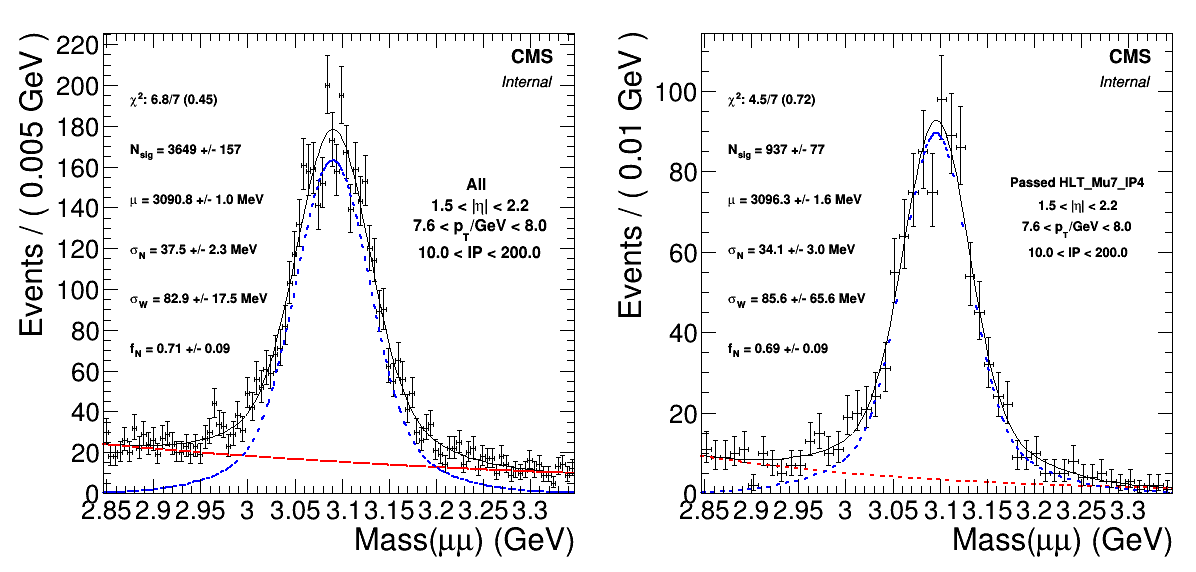 Events / ( 0.005 GeV )
220
200
180
160
140
120
100
80
60
40
20
0
CMS
Internal
χ²: 6.8/7 (0.45)
N_sig = 3649 +/- 157
μ = 3090.8 +/- 1.0 MeV
σ_N = 37.5 +/- 2.3 MeV
σ_W = 82.9 +/- 17.5 MeV
f_N = 0.71 +/- 0.09
All
1.5 < |η| < 2.2
7.6 < p_T/GeV < 8.0
10.0 < IP < 200.0
2.85 2.9 2.95 3 3.05 3.1 3.15 3.2 3.25 3.3
Mass(μμ) (GeV)
Events / ( 0.01 GeV )
100
80
60
40
20
0
CMS
Internal
χ²: 4.5/7 (0.72)
N_sig = 937 +/- 77
μ = 3096.3 +/- 1.6 MeV
σ_N = 34.1 +/- 3.0 MeV
σ_W = 85.6 +/- 65.6 MeV
f_N = 0.69 +/- 0.09
Passed HLT_Mu7_IP4
1.5 < |η| < 2.2
7.6 < p_T/GeV < 8.0
10.0 < IP < 200.0
2.85 2.9 2.95 3 3.05 3.1 3.15 3.2 3.25 3.3
Mass(μμ) (GeV)